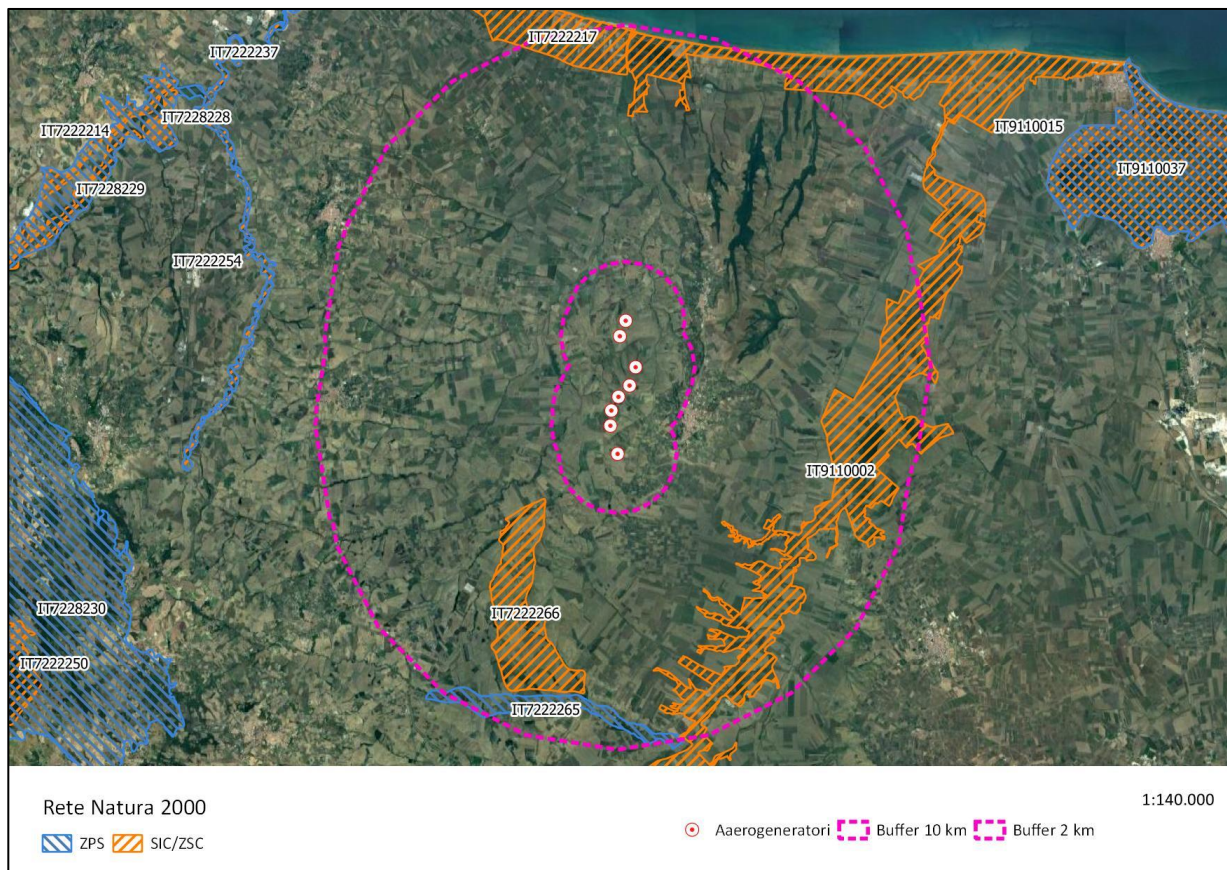 IT7222217
IT7222237
IT7222214
IT7228228
IT9110015
IT9110037
IT7228229
IT7222254
IT9110002
IT7228230
IT7222266
IT7222250
IT7222265
Rete Natura 2000
1:140.000
ZPS SIC/ZSC
Aaerogeneratori Buffer 10 km Buffer 2 km